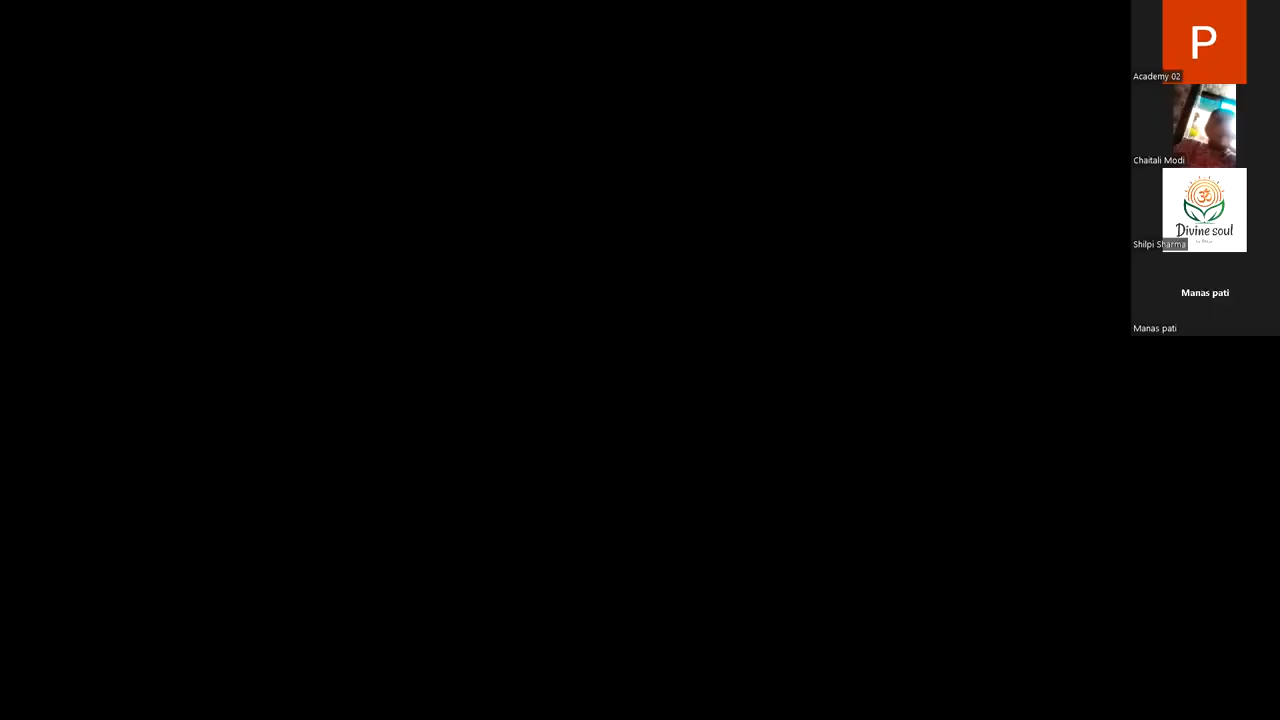 P
Academy 02
Chaitali Modi
ॐ
Divine soul
Shilpi Sharma
Manas pati
Manas pati